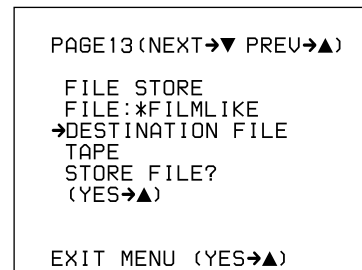 PAGE13(NEXT➔▼ PREV➔▲)
FILE STORE
FILE:*FILMLIKE
➔DESTINATION FILE
TAPE
STORE FILE?
(YES➔▲)
EXIT MENU (YES➔▲)